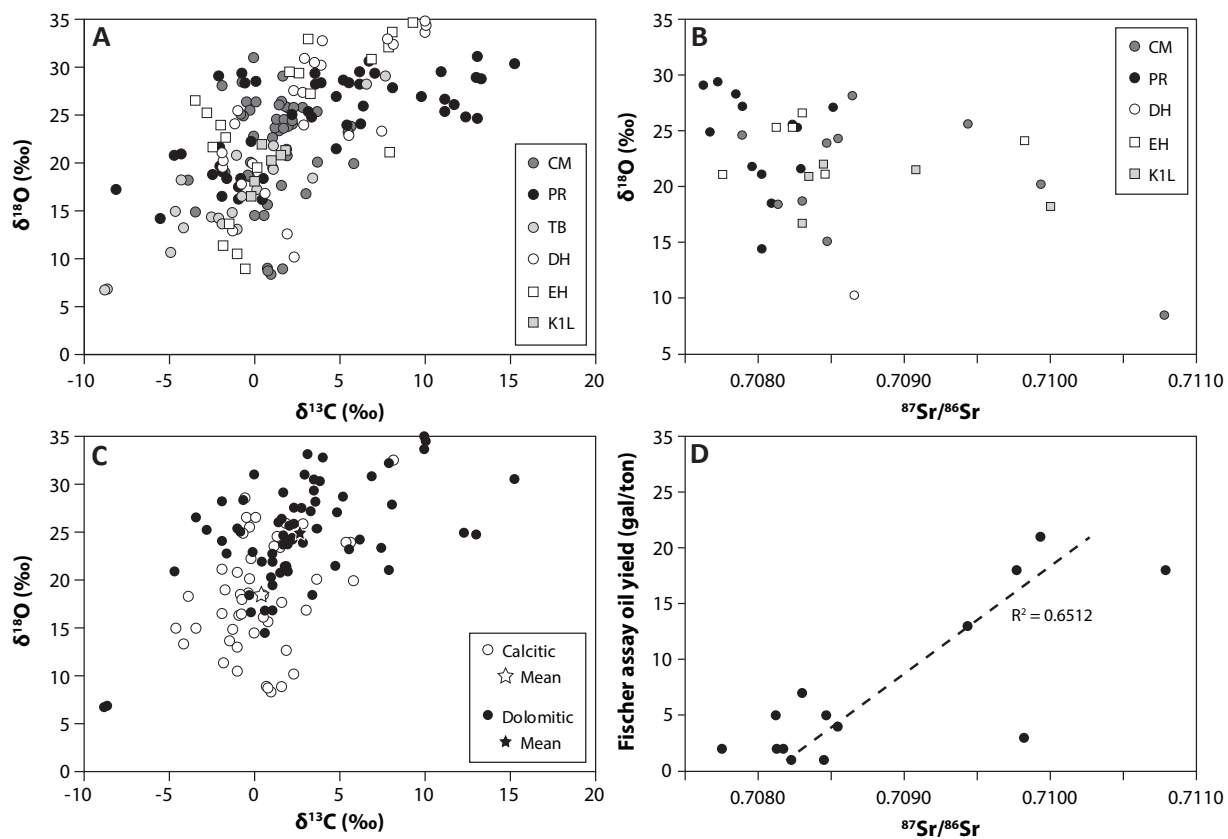 A
35
30
25
20
15
10
5
0
δ¹⁸O (‰)
-10
-5
0
5
10
15
20
δ¹³C (‰)
CM
PR
TB
DH
EH
K1L
B
35
30
25
20
15
10
5
δ¹⁸O (‰)
0.7080
0.7090
0.7100
0.7110
⁸⁷Sr/⁸⁶Sr
CM
PR
DH
EH
K1L
C
35
30
25
20
15
10
5
0
δ¹⁸O (‰)
-10
-5
0
5
10
15
20
δ¹³C (‰)
Calcitic
Mean
Dolomitic
Mean
D
35
30
25
20
15
10
5
0
Fischer assay oil yield (gal/ton)
R² = 0.6512
0.7080
0.7090
0.7100
0.7110
⁸⁷Sr/⁸⁶Sr